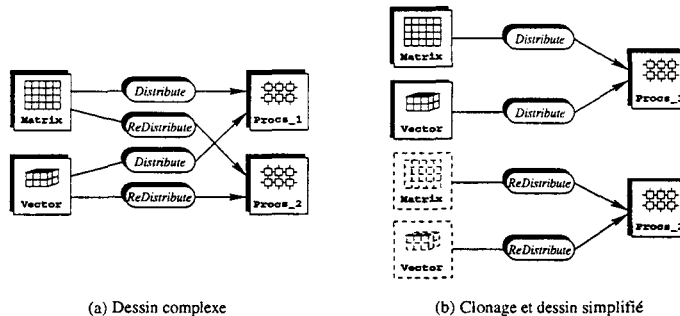 Matrix
Distribute
Procs_1
ReDistribute
Vector
Distribute
ReDistribute
Procs_2
(a) Dessin complexe
Matrix
Distribute
Vector
Distribute
Matrix
ReDistribute
Vector
ReDistribute
(b) Clonage et dessin simplifié